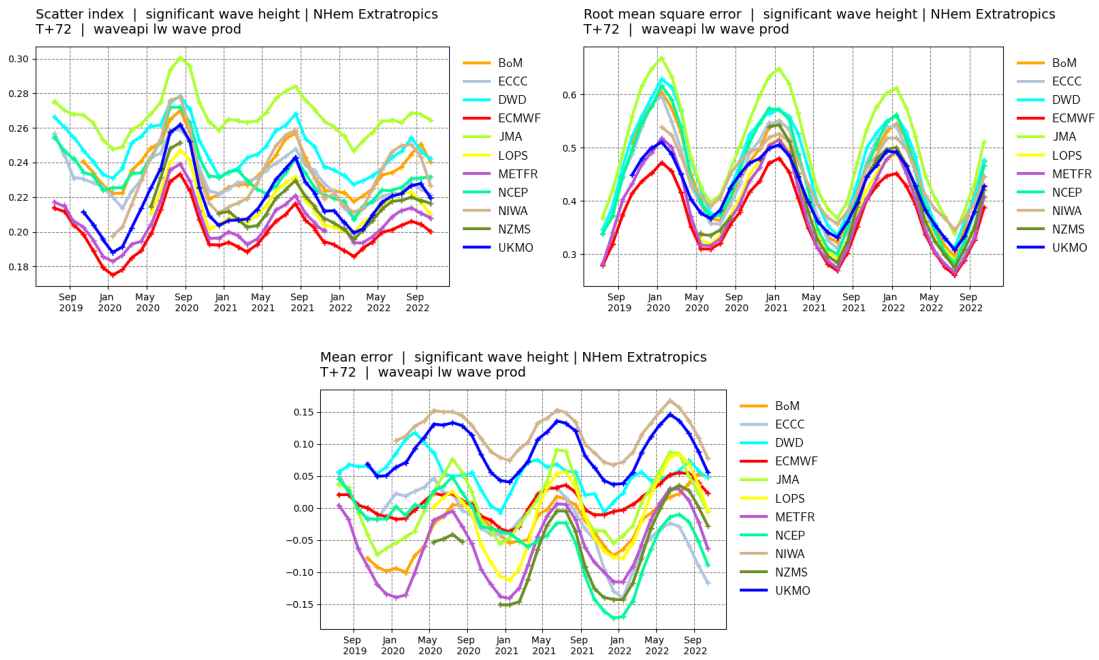 Scatter index | significant wave height | NHem Extratropics
T+72 | waveapi lw wave prod
0.30
0.28
0.26
0.24
0.22
0.20
0.18
Sep 2019
Jan 2020
May 2020
Sep 2020
Jan 2021
May 2021
Sep 2021
Jan 2022
May 2022
Sep 2022
BoM
ECCC
DWD
ECMWF
JMA
LOPS
METFR
NCEP
NIWA
NZMS
UKMO
Root mean square error | significant wave height | NHem Extratropics
T+72 | waveapi lw wave prod
0.6
0.5
0.4
0.3
Sep 2019
Jan 2020
May 2020
Sep 2020
Jan 2021
May 2021
Sep 2021
Jan 2022
May 2022
Sep 2022
BoM
ECCC
DWD
ECMWF
JMA
LOPS
METFR
NCEP
NIWA
NZMS
UKMO
Mean error | significant wave height | NHem Extratropics
T+72 | waveapi lw wave prod
0.15
0.10
0.05
0.00
−0.05
−0.10
−0.15
Sep 2019
Jan 2020
May 2020
Sep 2020
Jan 2021
May 2021
Sep 2021
Jan 2022
May 2022
Sep 2022
BoM
ECCC
DWD
ECMWF
JMA
LOPS
METFR
NCEP
NIWA
NZMS
UKMO